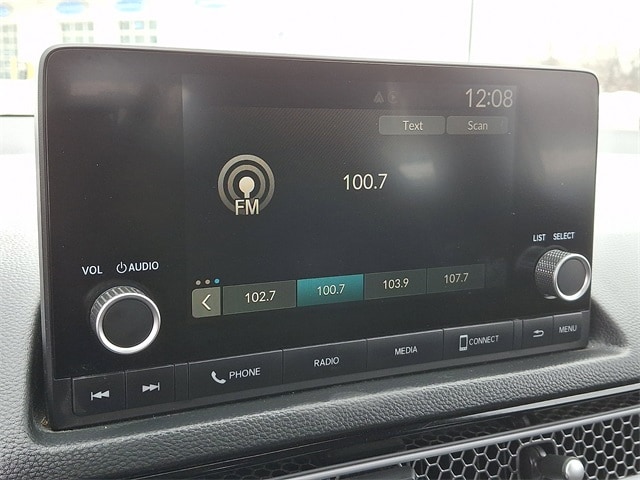 12:08
Text Scan
100.7
FM
LIST SELECT
VOL AUDIO
102.7 100.7 103.9 107.7
PHONE RADIO MEDIA CONNECT MENU